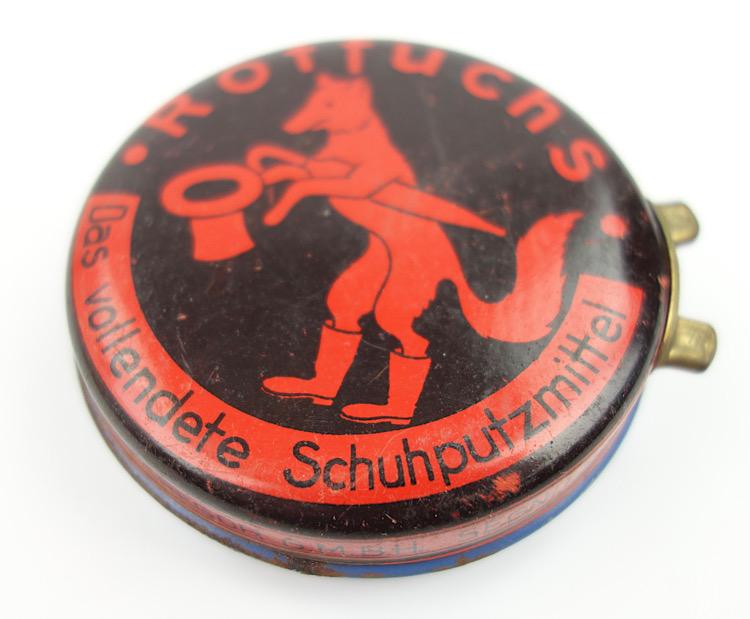 Rotfuchs
Das vollendete Schuhputzmittel
G.M.B.H.